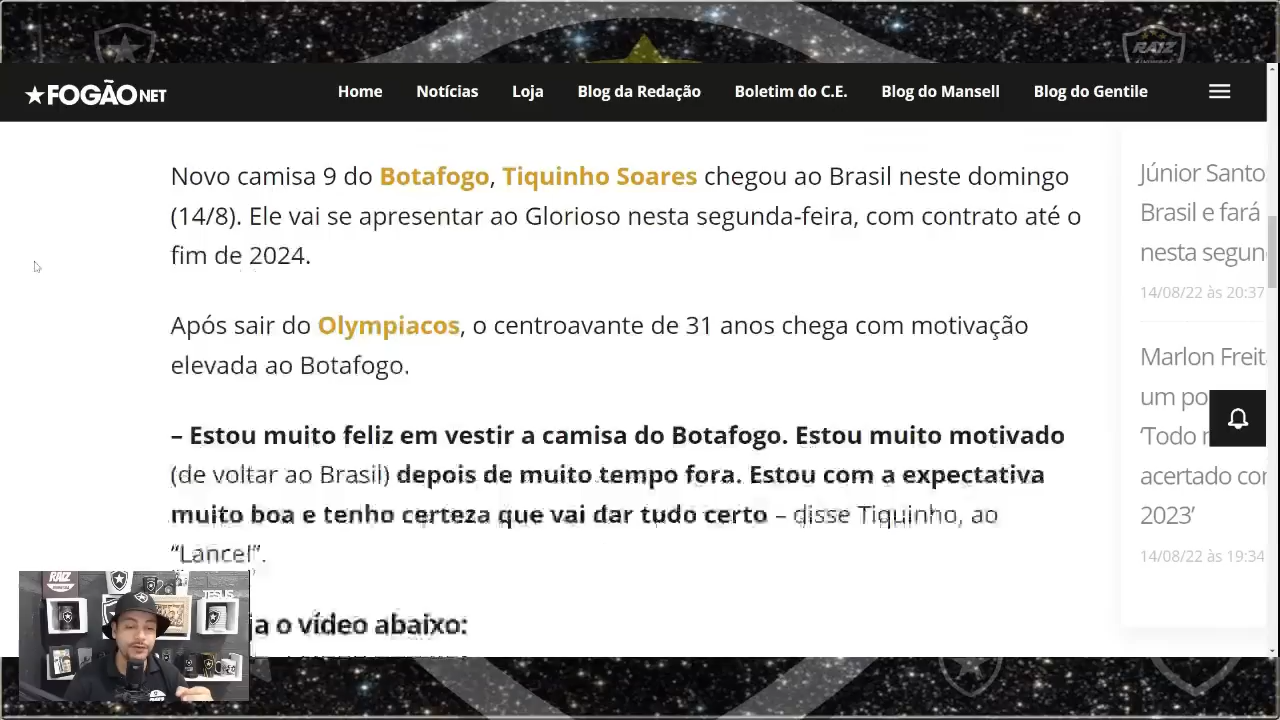 FOGÃO NET
Home
Notícias
Loja
Blog da Redação
Boletim do C.E.
Blog do Mansell
Blog do Gentile
Novo camisa 9 do Botafogo, Tiquinho Soares chegou ao Brasil neste domingo
(14/8). Ele vai se apresentar ao Glorioso nesta segunda-feira, com contrato até o
fim de 2024.
Após sair do Olympiacos, o centroavante de 31 anos chega com motivação
elevada ao Botafogo.
– Estou muito feliz em vestir a camisa do Botafogo. Estou muito motivado
(de voltar ao Brasil) depois de muito tempo fora. Estou com a expectativa
muito boa e tenho certeza que vai dar tudo certo – disse Tiquinho, ao
“Lance!”.
ja o vídeo abaixo:
Júnior Santo
Brasil e fará
nesta segun
14/08/22 às 20:37
Marlon Freit
um po
‘Todo
acertado co
2023’
14/08/22 às 19:34
RAIZ
RAIZ
JESUS